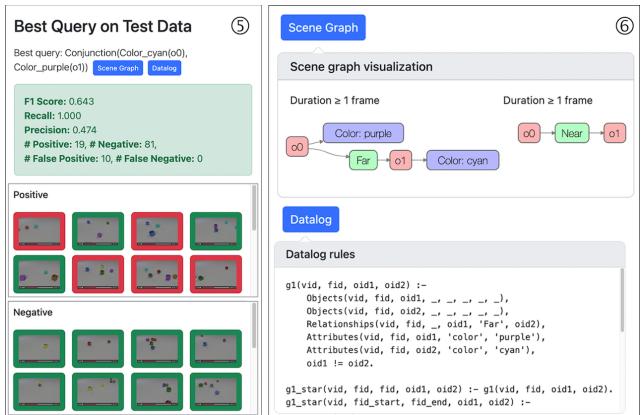 Best Query on Test Data
⑤
Best query: Conjunction(Color_cyan(o0),
Color_purple(o1)) Scene Graph Datalog
F1 Score: 0.643
Recall: 1.000
Precision: 0.474
# Positive: 19, # Negative: 81,
# False Positive: 10, # False Negative: 0
Positive
Negative
Scene Graph
⑥
Scene graph visualization
Duration ≥ 1 frame
Duration ≥ 1 frame
o0
Color: purple
Far
o1
Color: cyan
o0
Near
o1
Datalog
Datalog rules
g1(vid, fid, oid1, oid2) :-
Objects(vid, fid, oid1, _, _, _, _, _),
Objects(vid, fid, oid2, _, _, _, _, _),
Relationships(vid, fid, _, oid1, 'Far', oid2),
Attributes(vid, fid, oid1, 'color', 'purple'),
Attributes(vid, fid, oid2, 'color', 'cyan'),
oid1 != oid2.
g1_star(vid, fid, fid, oid1, oid2) :- g1(vid, fid, oid1, oid2).
g1_star(vid, fid_start, fid_end, oid1, oid2) :-